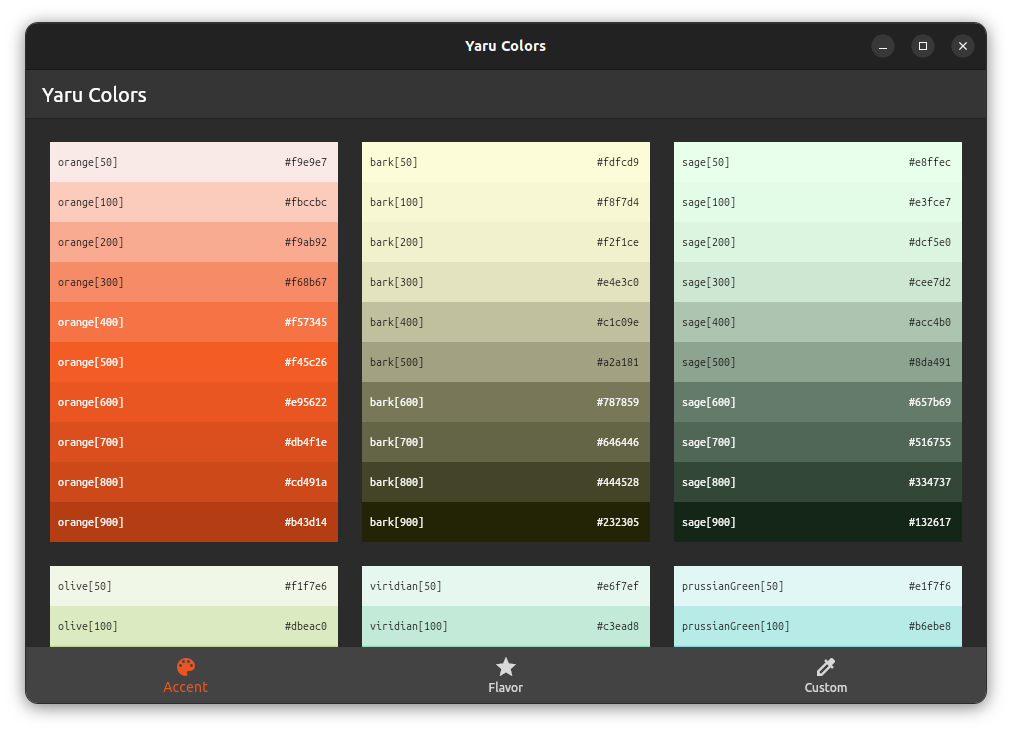 Yaru Colors
Yaru Colors
orange[50] #f9e9e7
orange[100] #fbccbc
orange[200] #f9ab92
orange[300] #f68b67
orange[400] #f57345
orange[500] #f45c26
orange[600] #e95622
orange[700] #db4f1e
orange[800] #cd491a
orange[900] #b43d14
bark[50] #fdfcd9
bark[100] #f8f7d4
bark[200] #f2f1ce
bark[300] #e4e3c0
bark[400] #c1c09e
bark[500] #a2a181
bark[600] #787859
bark[700] #646446
bark[800] #444528
bark[900] #232305
sage[50] #e8ffec
sage[100] #e3fce7
sage[200] #dcf5e0
sage[300] #cee7d2
sage[400] #acc4b0
sage[500] #8da491
sage[600] #657b69
sage[700] #516755
sage[800] #334737
sage[900] #132617
olive[50] #f1f7e6
olive[100] #dbeac0
viridian[50] #e6f7ef
viridian[100] #c3ead8
prussianGreen[50] #e1f7f6
prussianGreen[100] #b6ebe8
Accent
Flavor
Custom